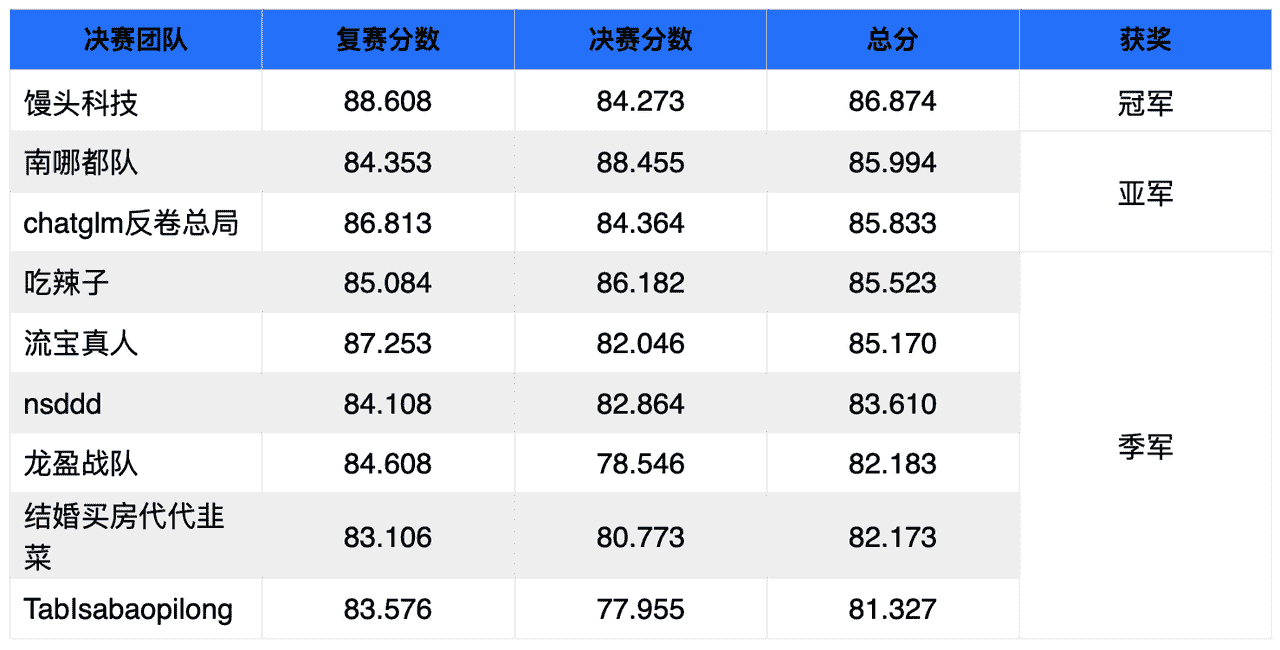 决赛团队 复赛分数 决赛分数 总分 获奖
馒头科技 88.608 84.273 86.874 冠军
南哪都队 84.353 88.455 85.994
亚军
chatglm反卷总局 86.813 84.364 85.833
吃辣子 85.084 86.182 85.523
流宝真人 87.253 82.046 85.170
nsddd 84.108 82.864 83.610
季军
龙盈战队 84.608 78.546 82.183
结婚买房代代韭
菜 83.106 80.773 82.173
TabIsabaopilong 83.576 77.955 81.327